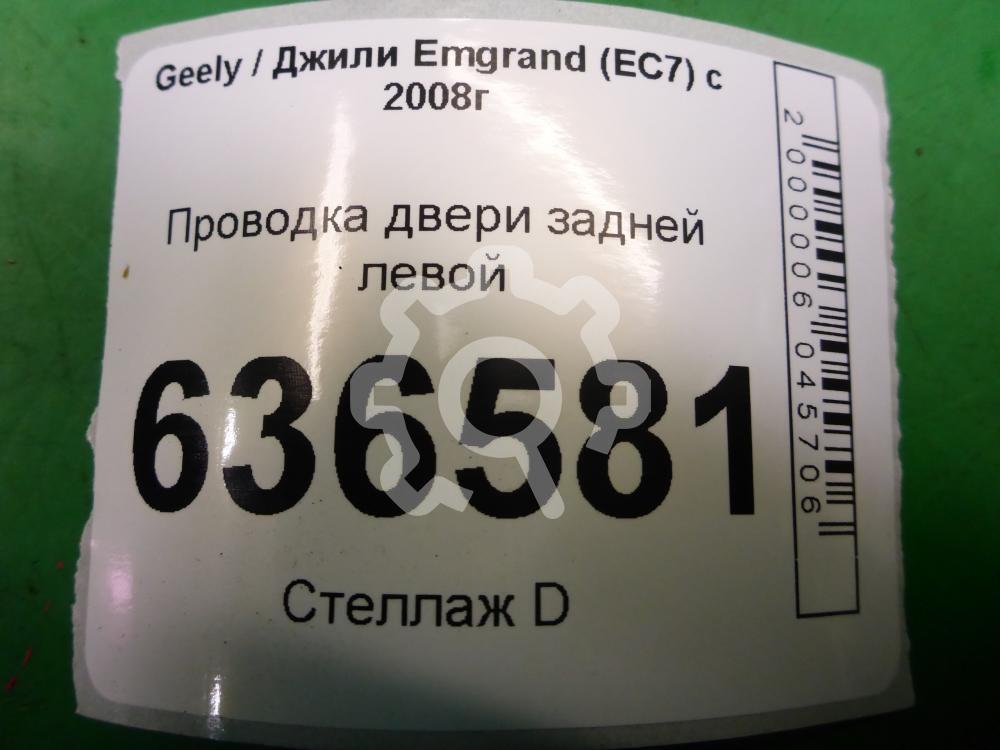 Geely / Джили Emgrand (EC7) с
2008г
Проводка двери задней
левой
636581
Стеллаж D
2000006045706